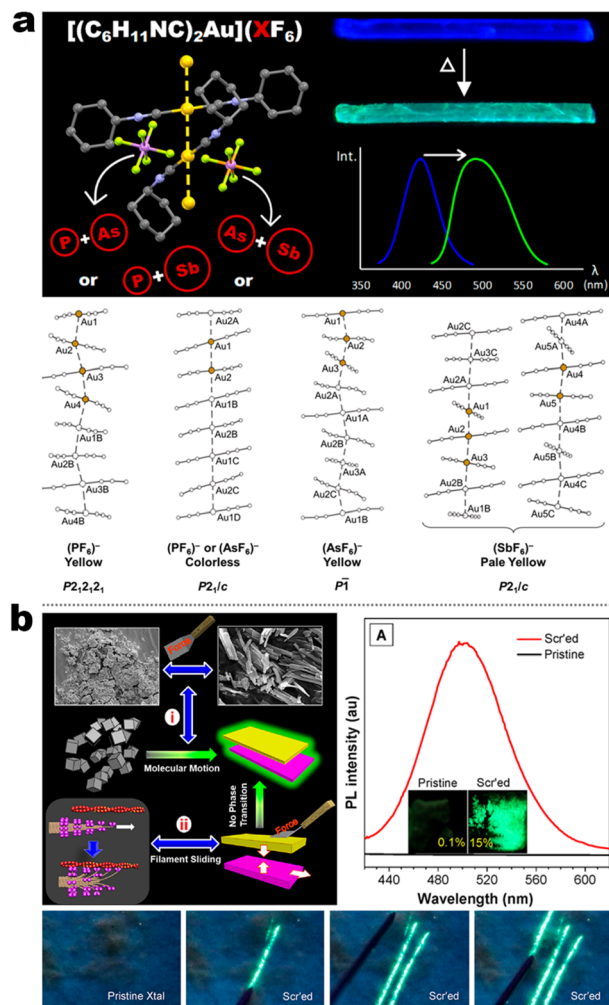 a
[(C6H11NC)2Au](XF6)
Δ
Int.
P + As
or
P + Sb
or
As + Sb
λ
(nm)
350 400 450 500 550 600
Au1
Au2
Au3
Au4
Au1B
Au2B
Au3B
Au4B
(PF6)–
Yellow
P212121
Au2A
Au1
Au2
Au1B
Au2B
Au1C
Au2C
Au1D
(PF6)– or (AsF6)–
Colorless
P21/c
Au1
Au2
Au3
Au2A
Au1A
Au2B
Au3A
Au2C
Au1B
(AsF6)–
Yellow
P1̅
Au2C
Au3C
Au2A
Au1
Au2
Au3
Au2B
Au1B
Au4A
Au5A
Au4
Au5
Au4B
Au5B
Au4C
Au5C
(SbF6)–
Pale Yellow
P21/c
b
Force
i
Molecular Motion
No Phase
Transition
ii
Filament Sliding
Force
A
Scr'ed
Pristine
PL intensity (au)
Pristine Scr'ed
0.1% 15%
440 480 520 560 600
Wavelength (nm)
Pristine Xtal
Scr'ed
Scr'ed
Scr'ed